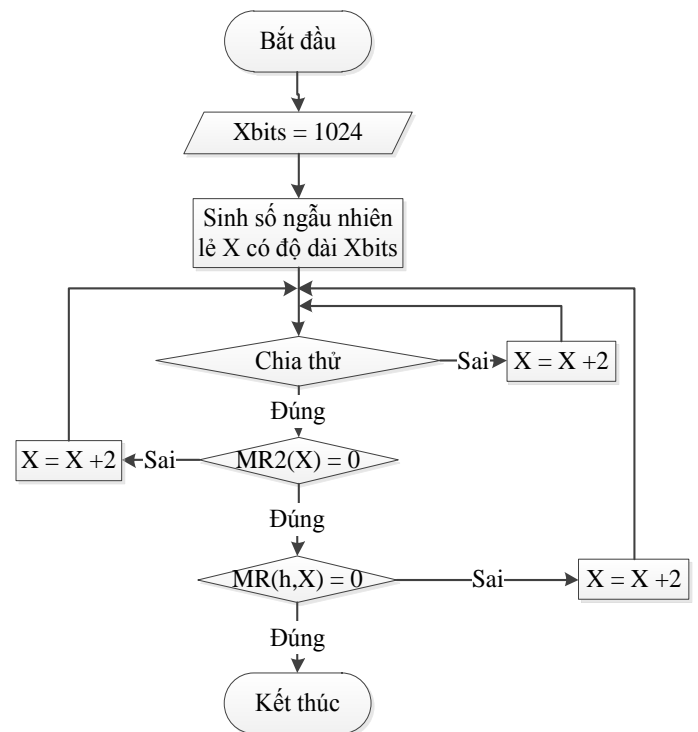 Bắt đầu
Xbits = 1024
Sinh số ngẫu nhiên
lẻ X có độ dài Xbits
Chia thử
Sai
X = X +2
Đúng
X = X +2
Sai
MR2(X) = 0
Đúng
MR(h,X) = 0
Sai
X = X +2
Đúng
Kết thúc